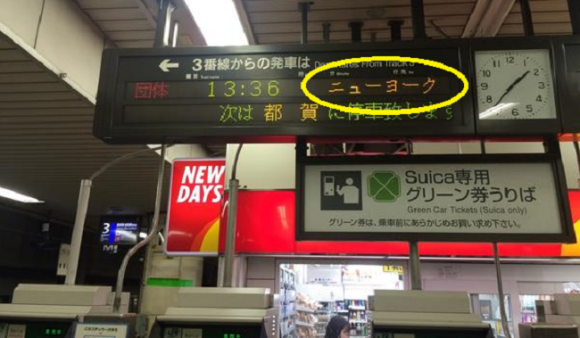 ← 3番線からの発車は Departures From Track 3
団体 13:36 ニューヨーク
次は 都賀 に停車致します
NEW DAYS
Suica専用
グリーン券うりば
Green Car Tickets (Suica only)
グリーン券は、乗車前にあらかじめお買い求め下さい。
3